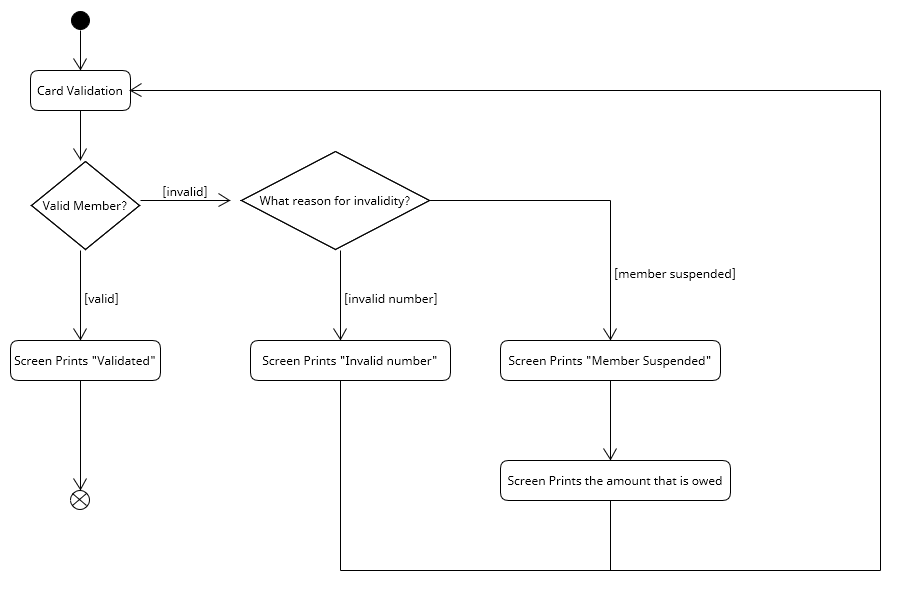 Card Validation
[invalid]
Valid Member?
What reason for invalidity?
[member suspended]
[valid]
[invalid number]
Screen Prints "Validated"
Screen Prints "Invalid number"
Screen Prints "Member Suspended"
Screen Prints the amount that is owed